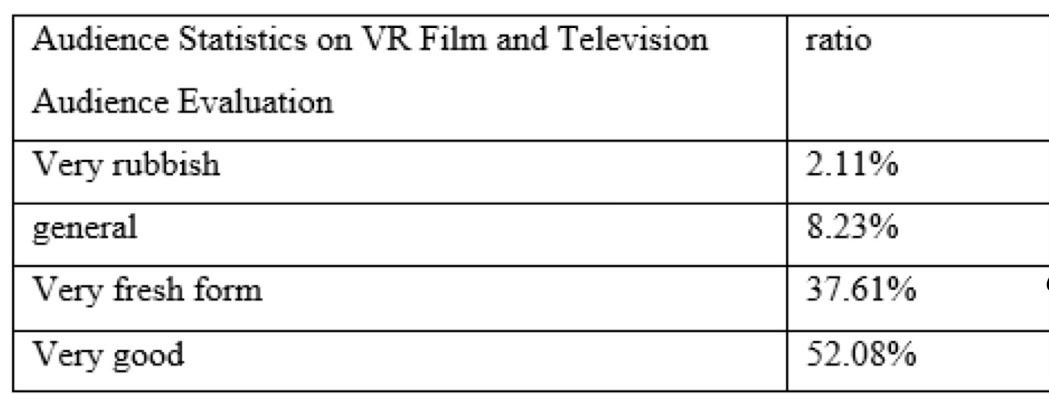 Audience Statistics on VR Film and Television ratio
Audience Evaluation
Very rubbish 2.11%
general 8.23%
Very fresh form 37.61%
Very good 52.08%